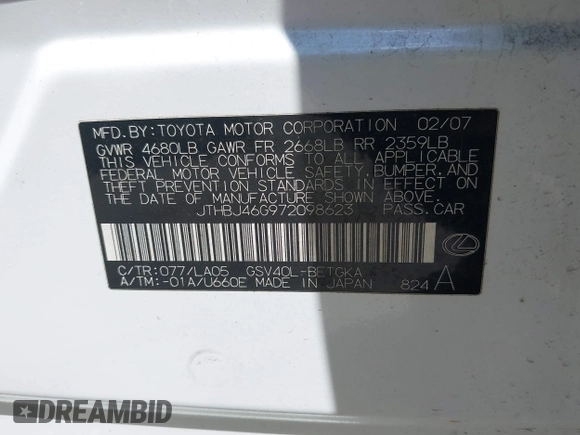 MFD.BY: TOYOTA MOTOR CORPORATION 02/07
GVWR 4680LB GAWR FR 2668LB RR 2359LB
THIS VEHICLE CONFORMS TO ALL APPLICABLE
FEDERAL MOTOR VEHICLE SAFETY, BUMPER, AND
THEFT PREVENTION STANDARDS IN EFFECT ON
THE DATE OF MANUFACTURE SHOWN ABOVE.
JTHBJ46G972098623 PASS.CAR
C/TR:077/LA05 GSV40L-BETGKA
A/TM:-01A/U660E MADE IN JAPAN 824 A
DREAMBID